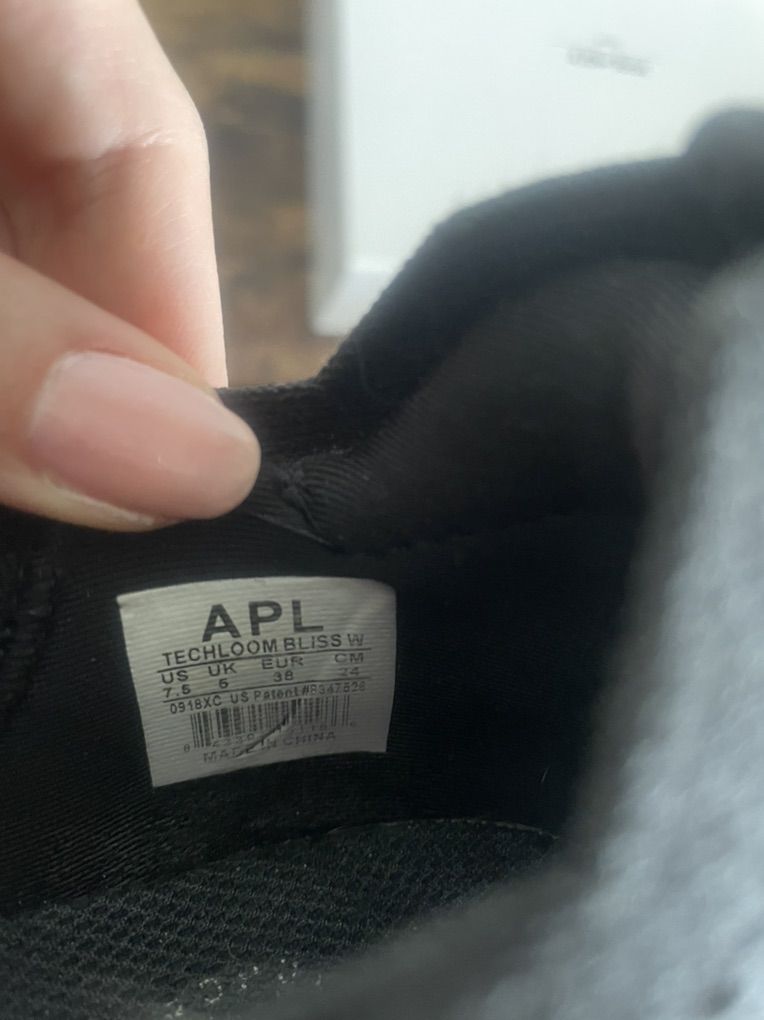 APL
TECHLOOM BLISS W
US UK EUR CM
7.5 5 38 24
0918XC US Patent #8347526
MADE IN CHINA